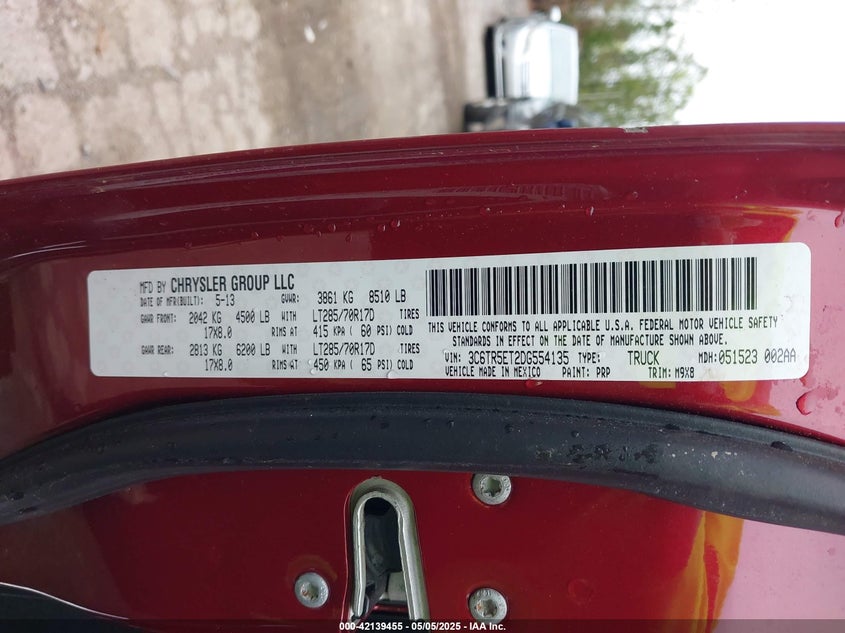 MFD BY CHRYSLER GROUP LLC
DATE OF MFR(BUILT): 5-13 GVWR: 3861 KG 8510 LB
GAWR FRONT: 2042 KG 4500 LB WITH LT285/70R17D TIRES
17X8.0 RIMS AT 415 KPA ( 60 PSI) COLD
GAWR REAR: 2813 KG 6200 LB WITH LT285/70R17D TIRES
17X8.0 RIMS AT 450 KPA ( 65 PSI) COLD
THIS VEHICLE CONFORMS TO ALL APPLICABLE U.S.A. FEDERAL MOTOR VEHICLE SAFETY
STANDARDS IN EFFECT ON THE DATE OF MANUFACTURE SHOWN ABOVE.
VIN: 3C6TR5ET2DG554135 TYPE: TRUCK MDH: 051523 002AA
VEHICLE MADE IN MEXICO PAINT: PRP TRIM: M9X8
000-42139455 - 05/05/2025 - IAA Inc.